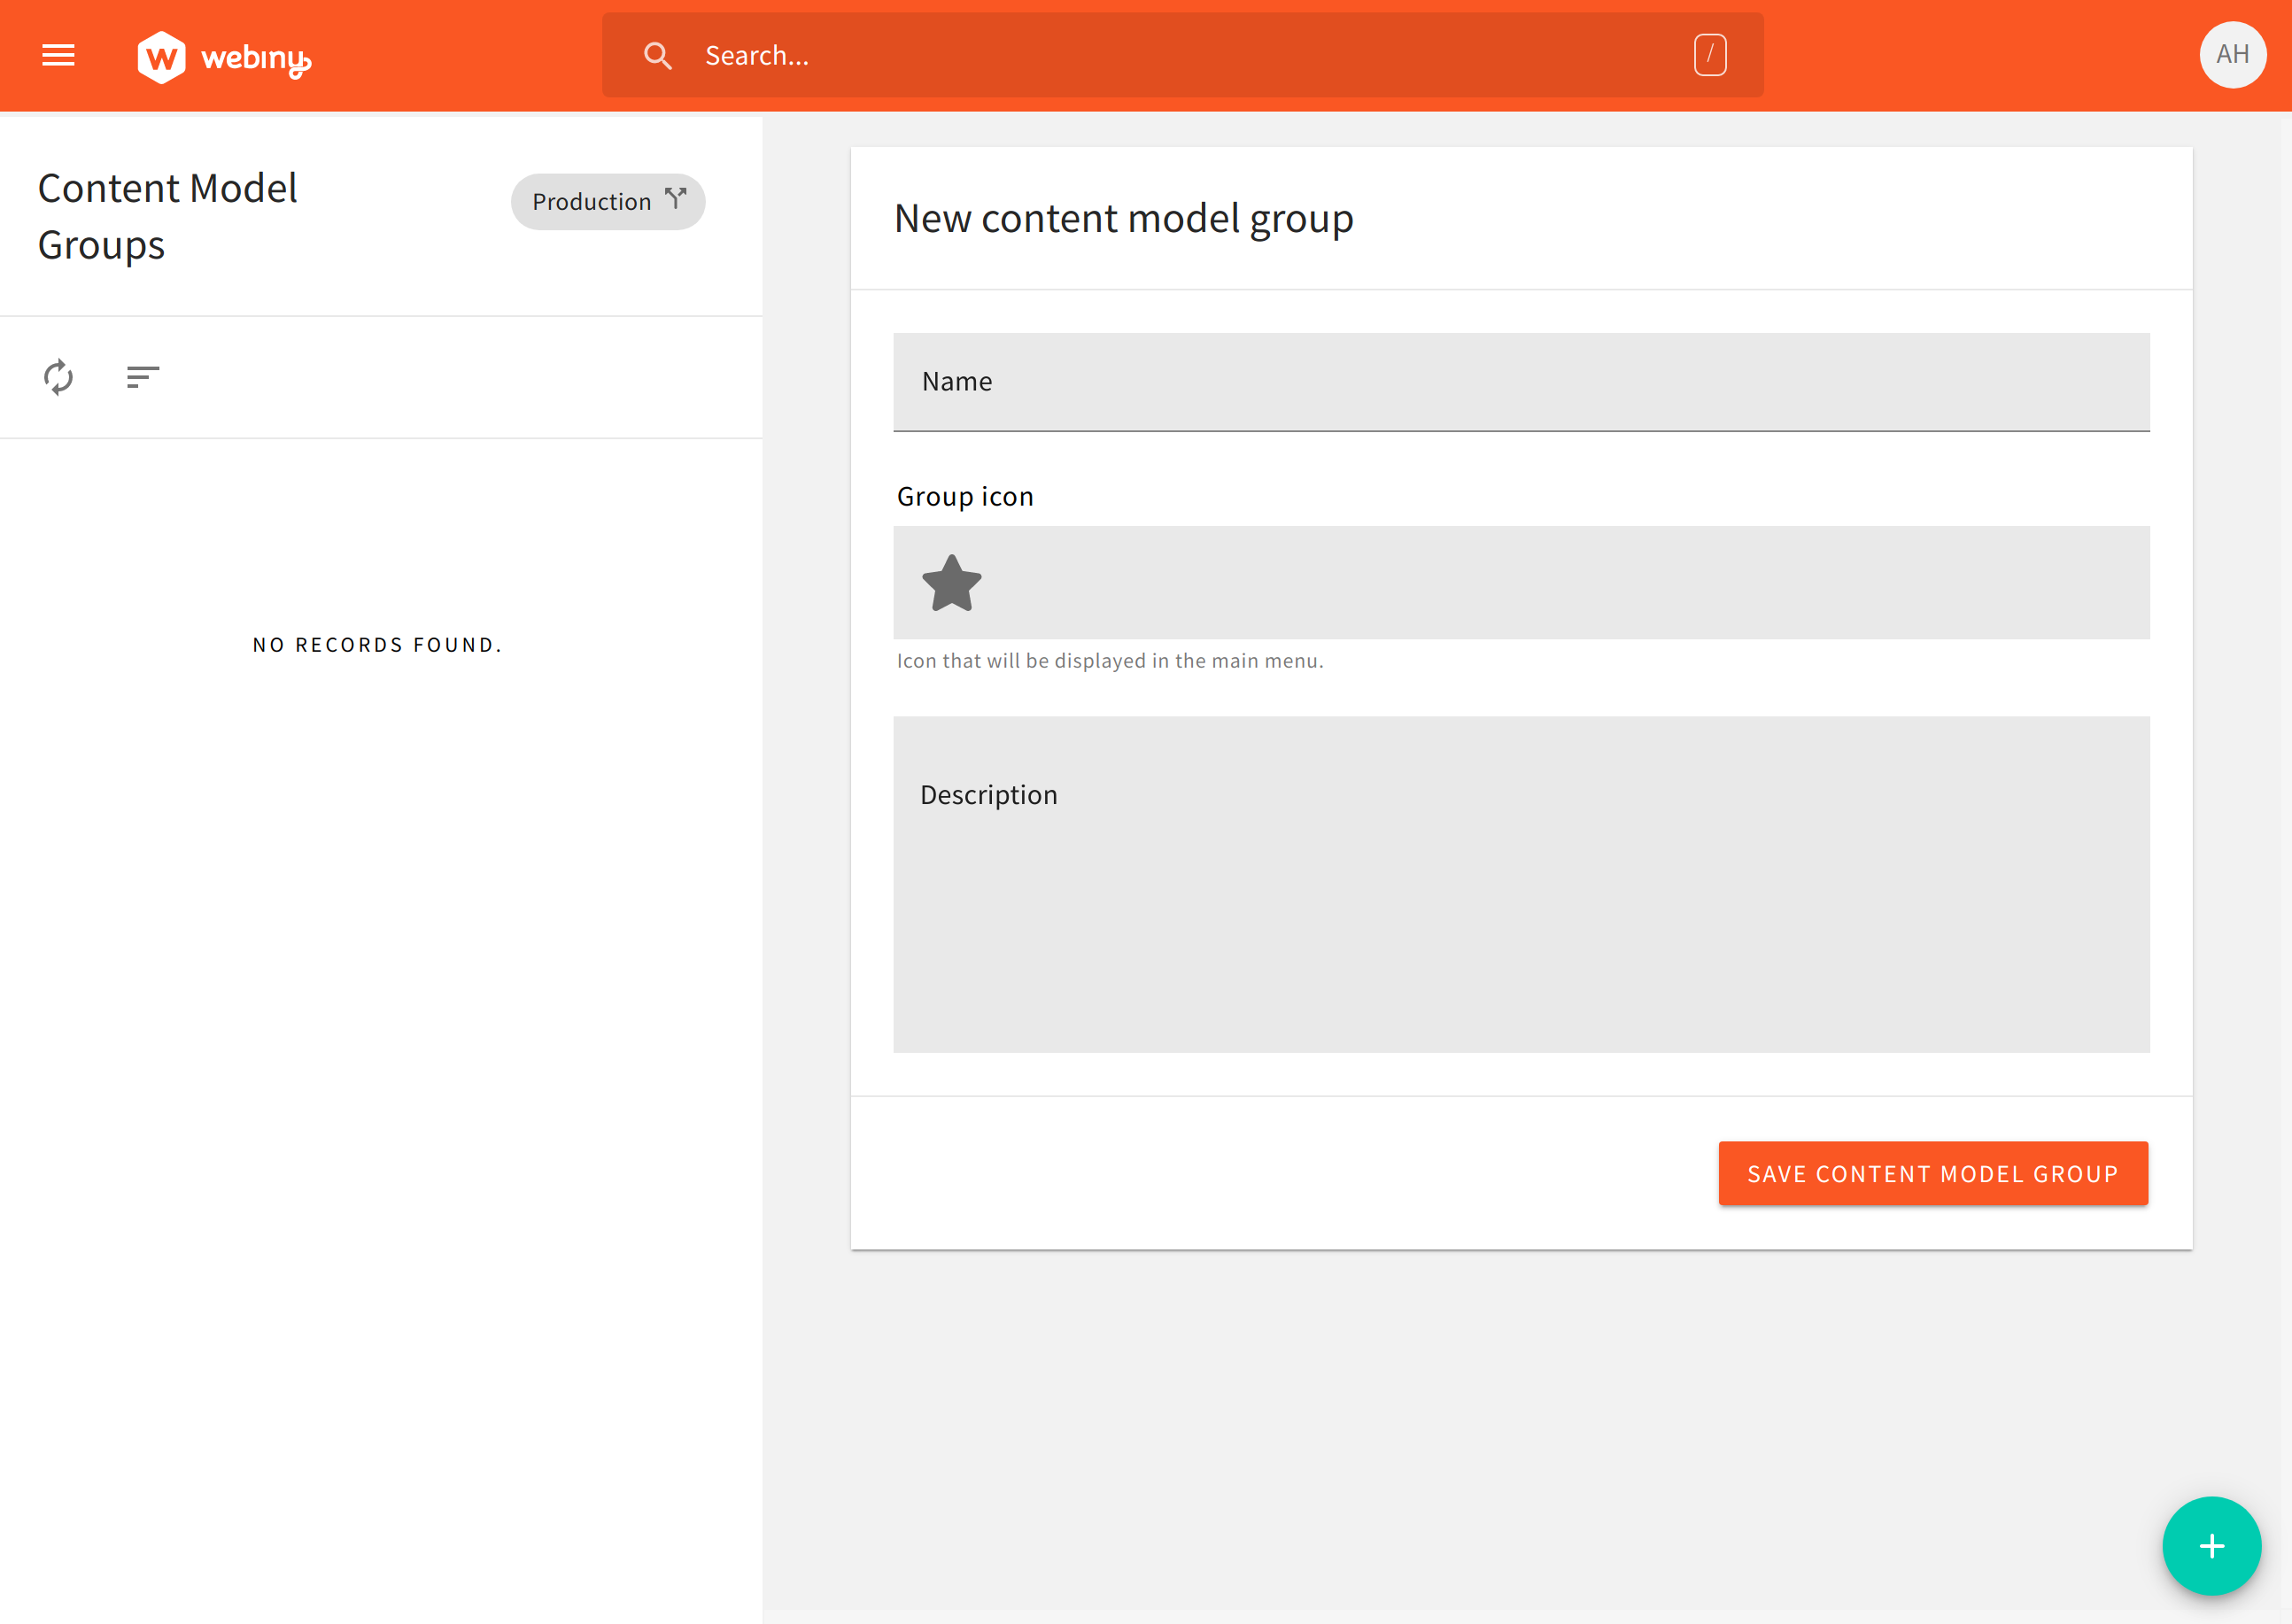 webiny
Search...
/
AH
Content Model
Groups
Production
NO RECORDS FOUND.
New content model group
Name
Group icon
Icon that will be displayed in the main menu.
Description
SAVE CONTENT MODEL GROUP